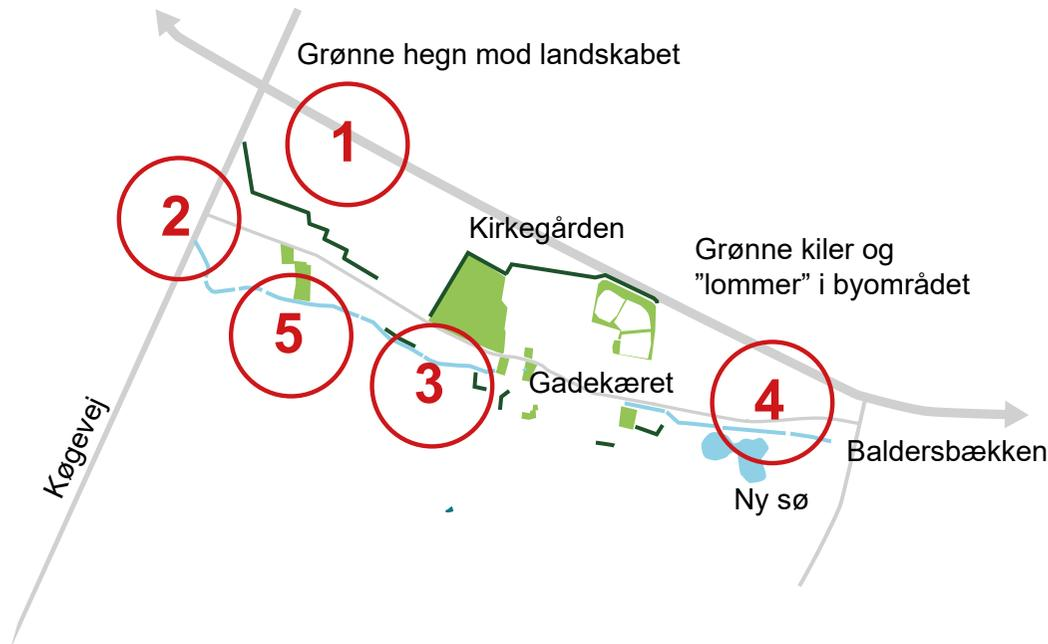 Grønne hegn mod landskabet
1
2
Kirkegården
Grønne kiler og
”lommer” i byområdet
5
3
Gadekæret
4
Baldersbækken
Ny sø
Køgevej